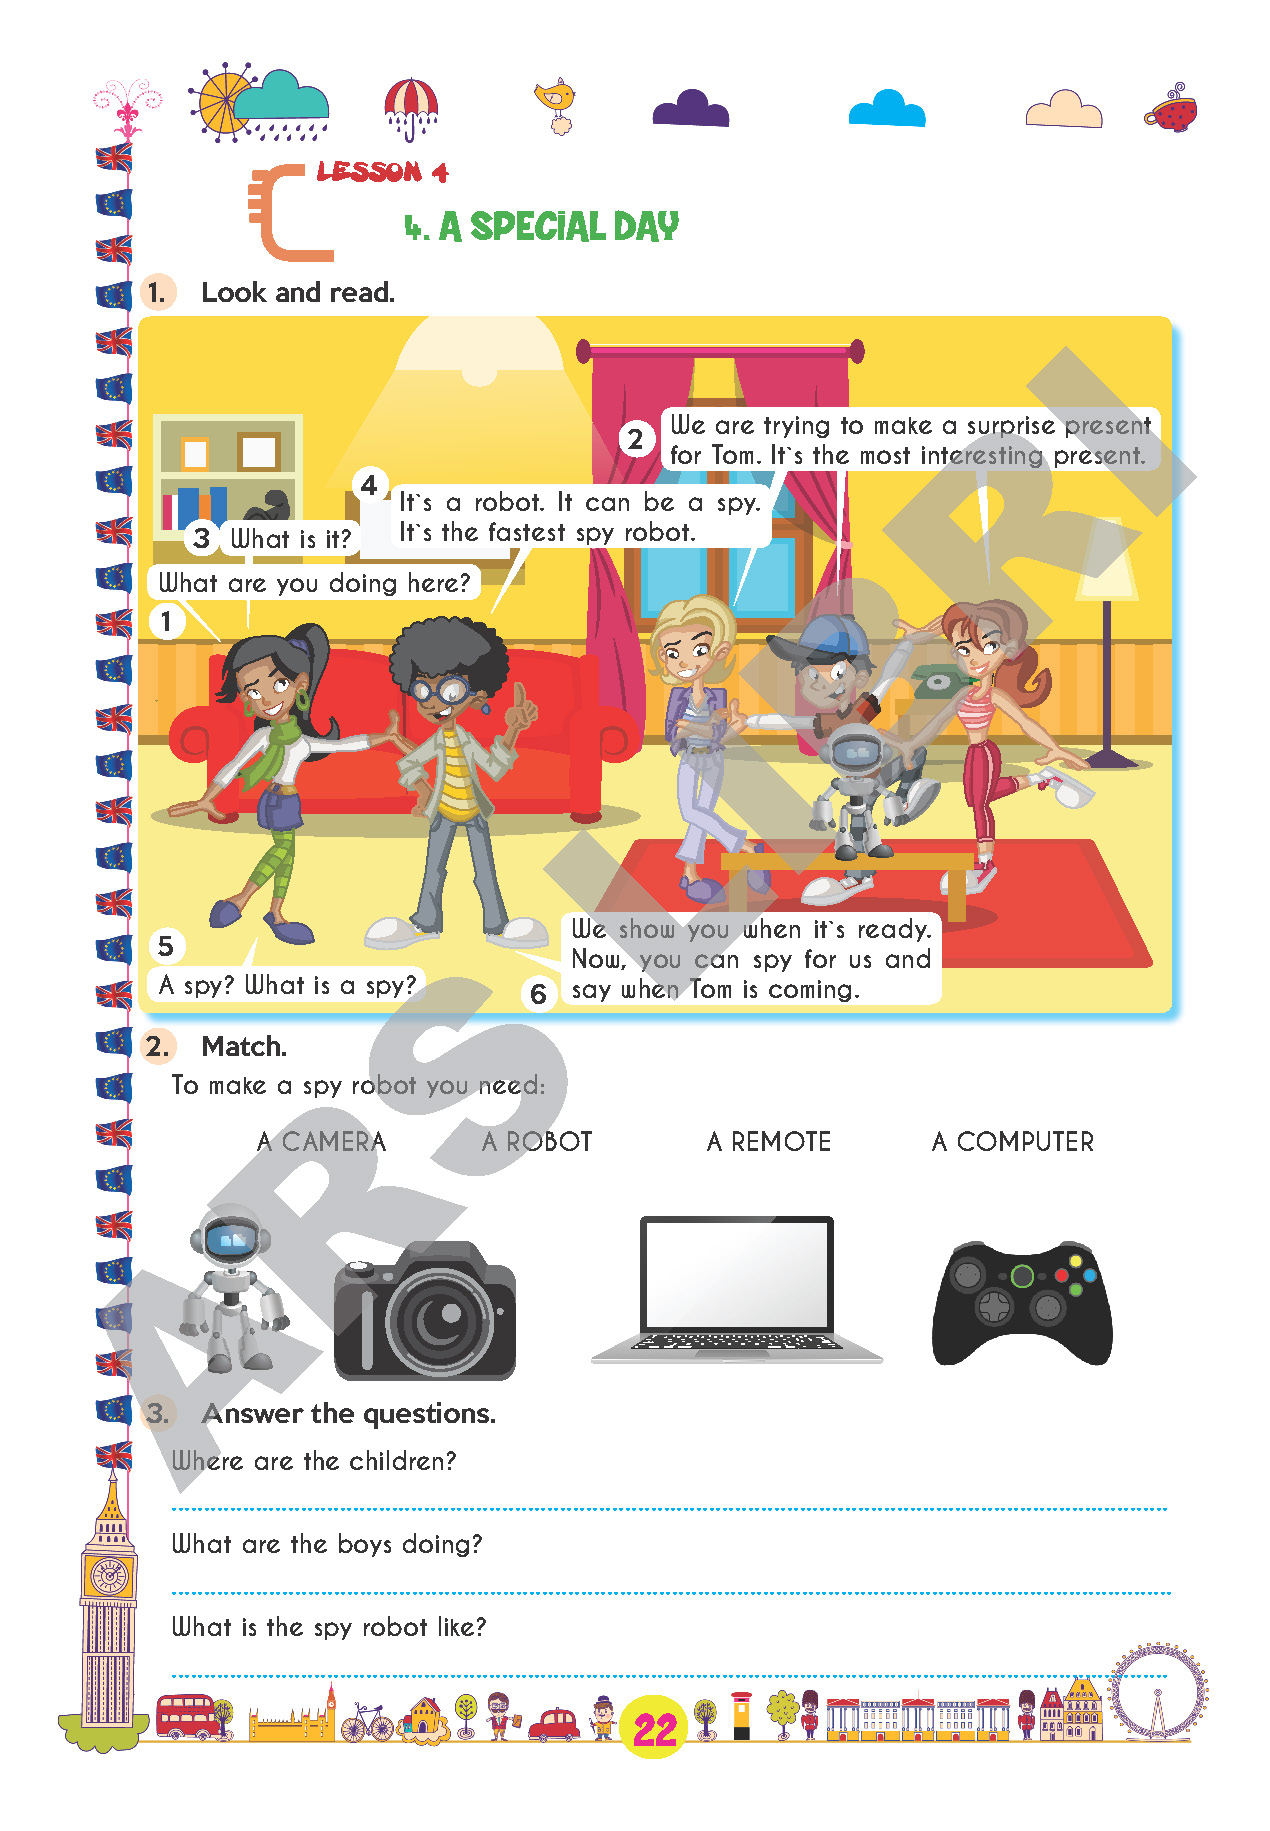 LESSON 4
4. A SPECIAL DAY
1. Look and read.
2 We are trying to make a surprise present
for Tom. It`s the most interesting present.
4 It`s a robot. It can be a spy.
It`s the fastest spy robot.
3 What is it?
What are you doing here?
1
5
A spy? What is a spy?
We show you when it`s ready.
Now, you can spy for us and
6 say when Tom is coming.
2. Match.
To make a spy robot you need:
A CAMERA A ROBOT A REMOTE A COMPUTER
3. Answer the questions.
Where are the children?
What are the boys doing?
What is the spy robot like?
22
ARS LIBRI